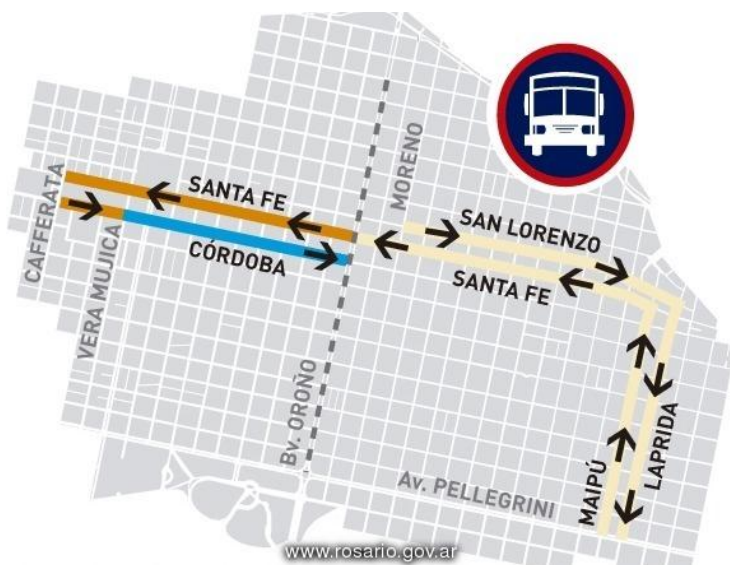 MORENO
SANTA FE
SAN LORENZO
CAFFERATA
CÓRDOBA
SANTA FE
VERA MUJICA
Bv. OROÑO
LAPRIDA
MAIPÚ
Av. PELLEGRINI
www.rosario.gov.ar